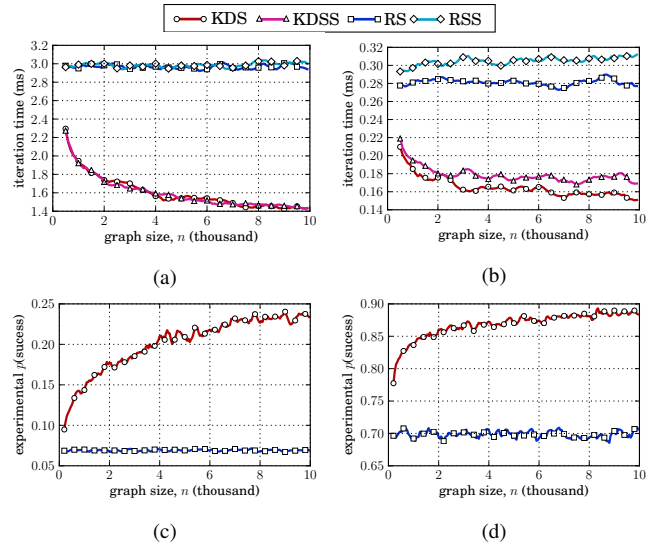 KDS KDSS RS RSS
3.2
3.0
2.8
2.6
2.4
2.2
2.0
1.8
1.6
1.4
iteration time (ms)
0 2 4 6 8 10
graph size, n (thousand)
(a)
0.32
0.30
0.28
0.26
0.24
0.22
0.20
0.18
0.16
0.14
iteration time (ms)
0 2 4 6 8 10
graph size, n (thousand)
(b)
0.25
0.20
0.15
0.10
0.05
experimental p(sucess)
0 2 4 6 8 10
graph size, n (thousand)
(c)
0.90
0.85
0.80
0.75
0.70
0.65
experimental p(sucess)
0 2 4 6 8 10
graph size, n (thousand)
(d)